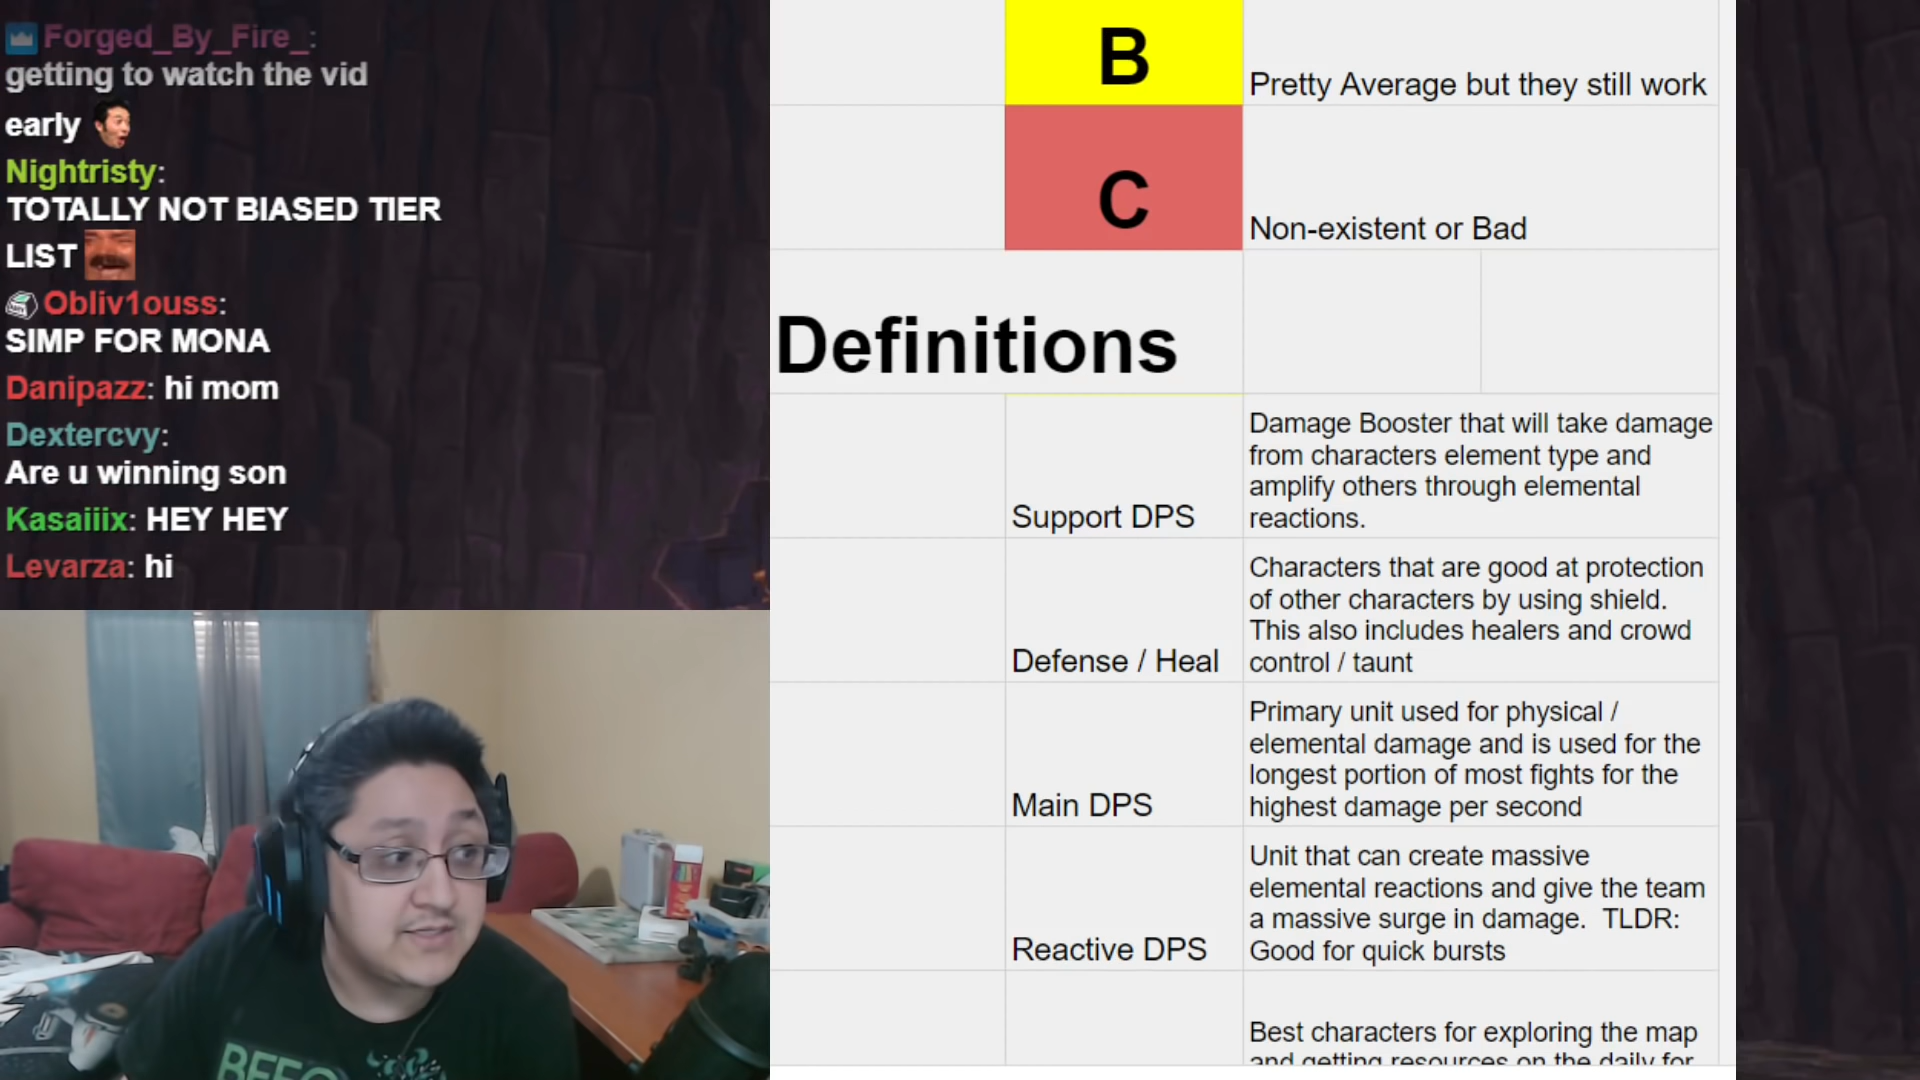 Forged_By_Fire_:
getting to watch the vid
early
Nightristy:
TOTALLY NOT BIASED TIER
LIST
Obliv1ouss:
SIMP FOR MONA
Danipazz: hi mom
Dextercvy:
Are u winning son
Kasaiiix: HEY HEY
Levarza: hi
B
Pretty Average but they still work
C
Non-existent or Bad
Definitions
Support DPS
Damage Booster that will take damage
from characters element type and
amplify others through elemental
reactions.
Defense / Heal
Characters that are good at protection
of other characters by using shield.
This also includes healers and crowd
control / taunt
Main DPS
Primary unit used for physical /
elemental damage and is used for the
longest portion of most fights for the
highest damage per second
Reactive DPS
Unit that can create massive
elemental reactions and give the team
a massive surge in damage.  TLDR:
Good for quick bursts
Best characters for exploring the map
and getting resources on the daily for